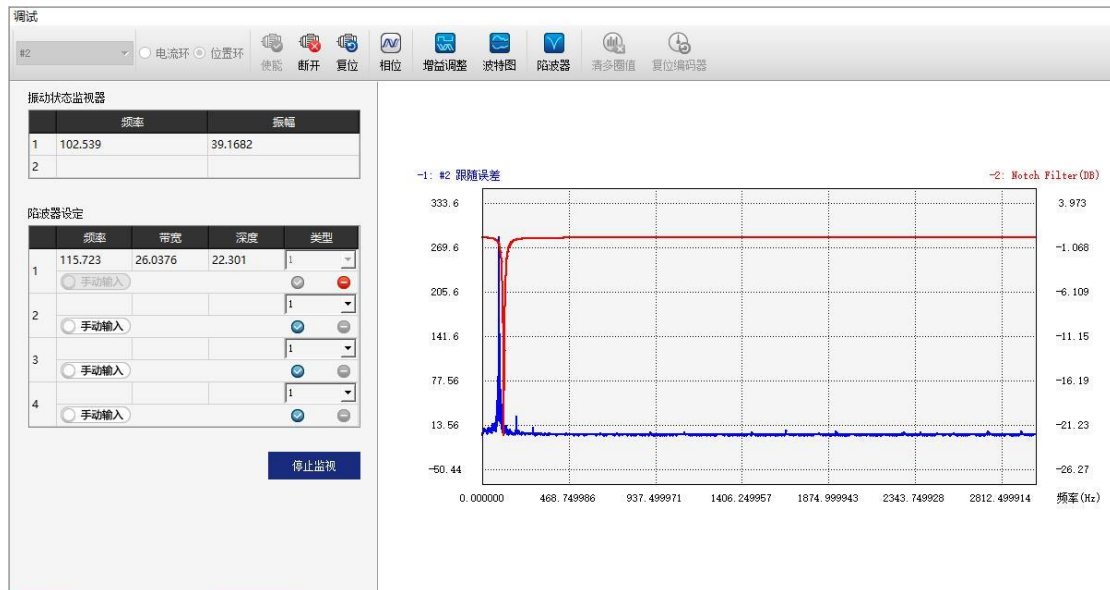 调试
#2 电流环 位置环 使能 断开 复位 相位 增益调整 波特图 陷波器 清多圈值 复位编码器
振动状态监视器
频率 振幅
1 102.539 39.1682
2
陷波器设定
频率 带宽 深度 类型
1 115.723 26.0376 22.301 1
手动输入
2 1
手动输入
3 1
手动输入
4 1
手动输入
停止监视
-1: #2 跟随误差 -2: Notch Filter(DB)
333.6 3.973
269.6 -1.068
205.6 -6.109
141.6 -11.15
77.56 -16.19
13.56 -21.23
-50.44 -26.27
0.000000 468.749986 937.499971 1406.249957 1874.999943 2343.749928 2812.499914 频率(Hz)